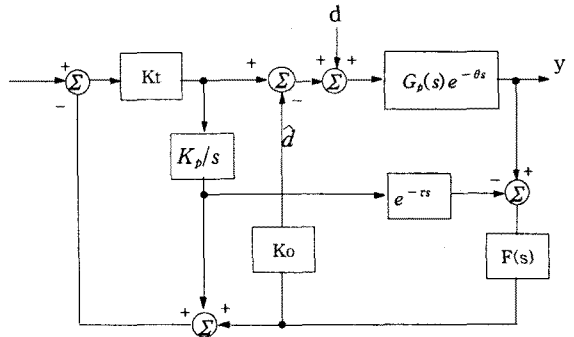 d
+ Σ −
Kt
+ Σ −
+ Σ +
G_p(s) e^{−θs}
y
K_p/s
d̂
e^{−τs}
− Σ +
Ko
F(s)
+ Σ +